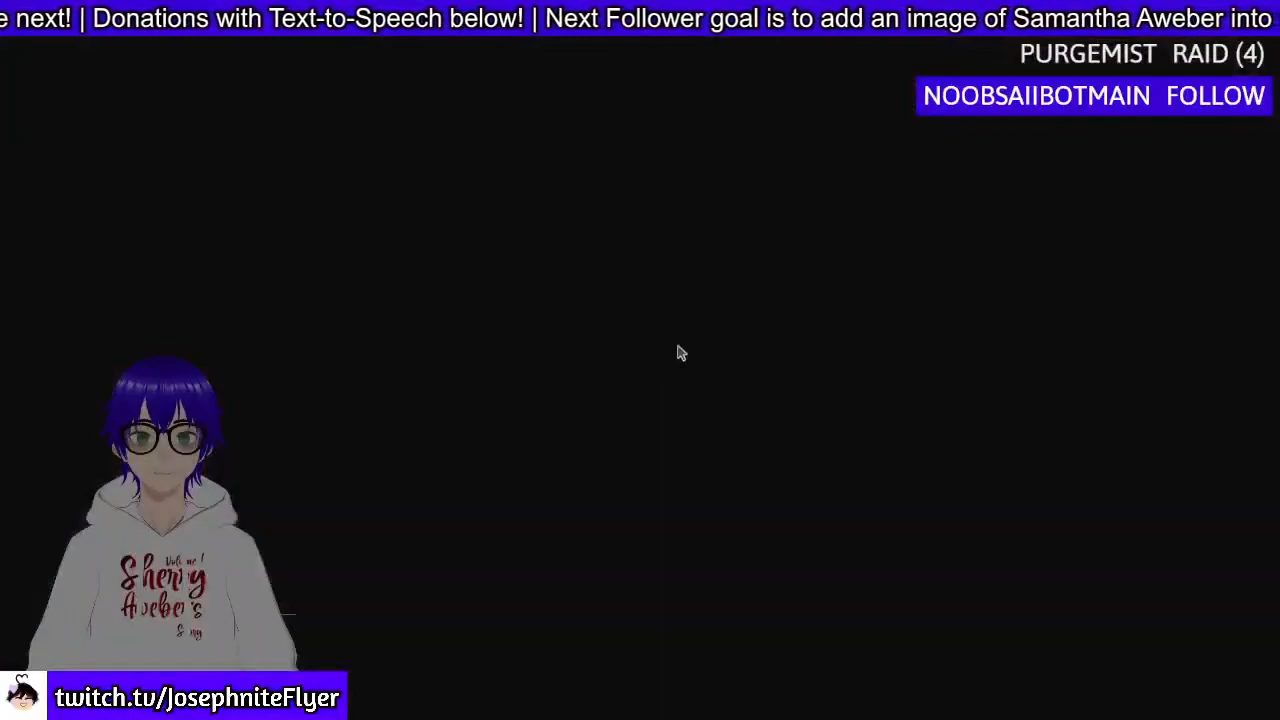 e next! | Donations with Text-to-Speech below! | Next Follower goal is to add an image of Samantha Aweber into
PURGEMIST RAID (4)
NOOBSAIIBOTMAIN FOLLOW
Sherry
Aweber's
twitch.tv/JosephniteFlyer